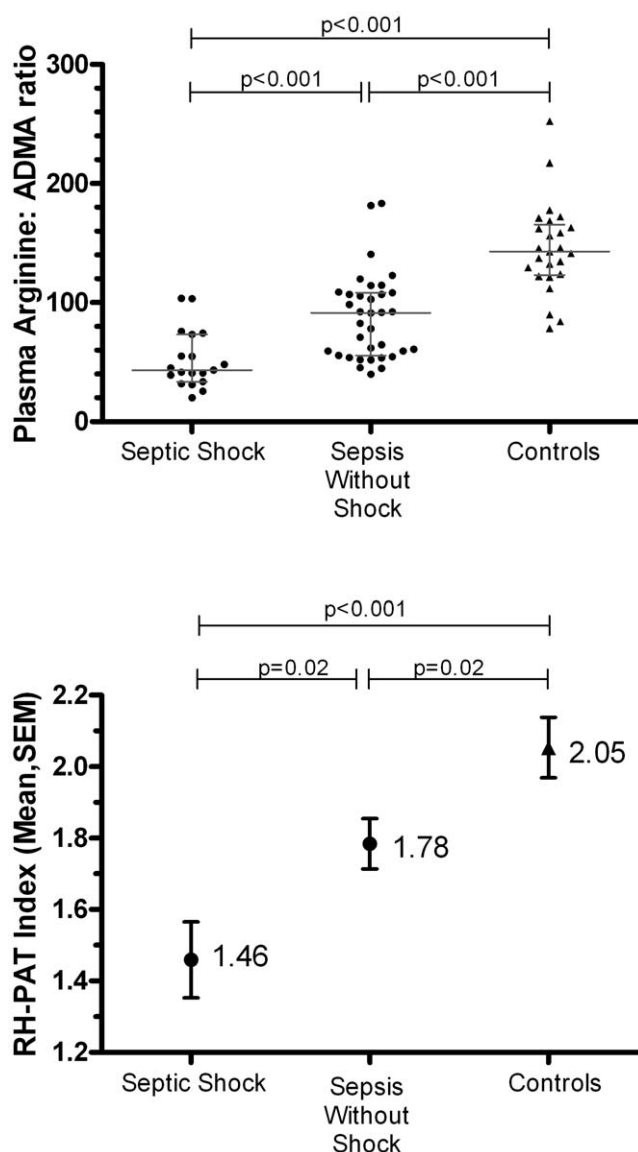 p<0.001
p<0.001 p<0.001
Plasma Arginine: ADMA ratio
300
200
100
0
Septic Shock
Sepsis
Without
Shock
Controls
p<0.001
p=0.02 p=0.02
RH-PAT Index (Mean,SEM)
2.2
2.0
1.8
1.6
1.4
1.2
2.05
1.78
1.46
Septic Shock
Sepsis
Without
Shock
Controls